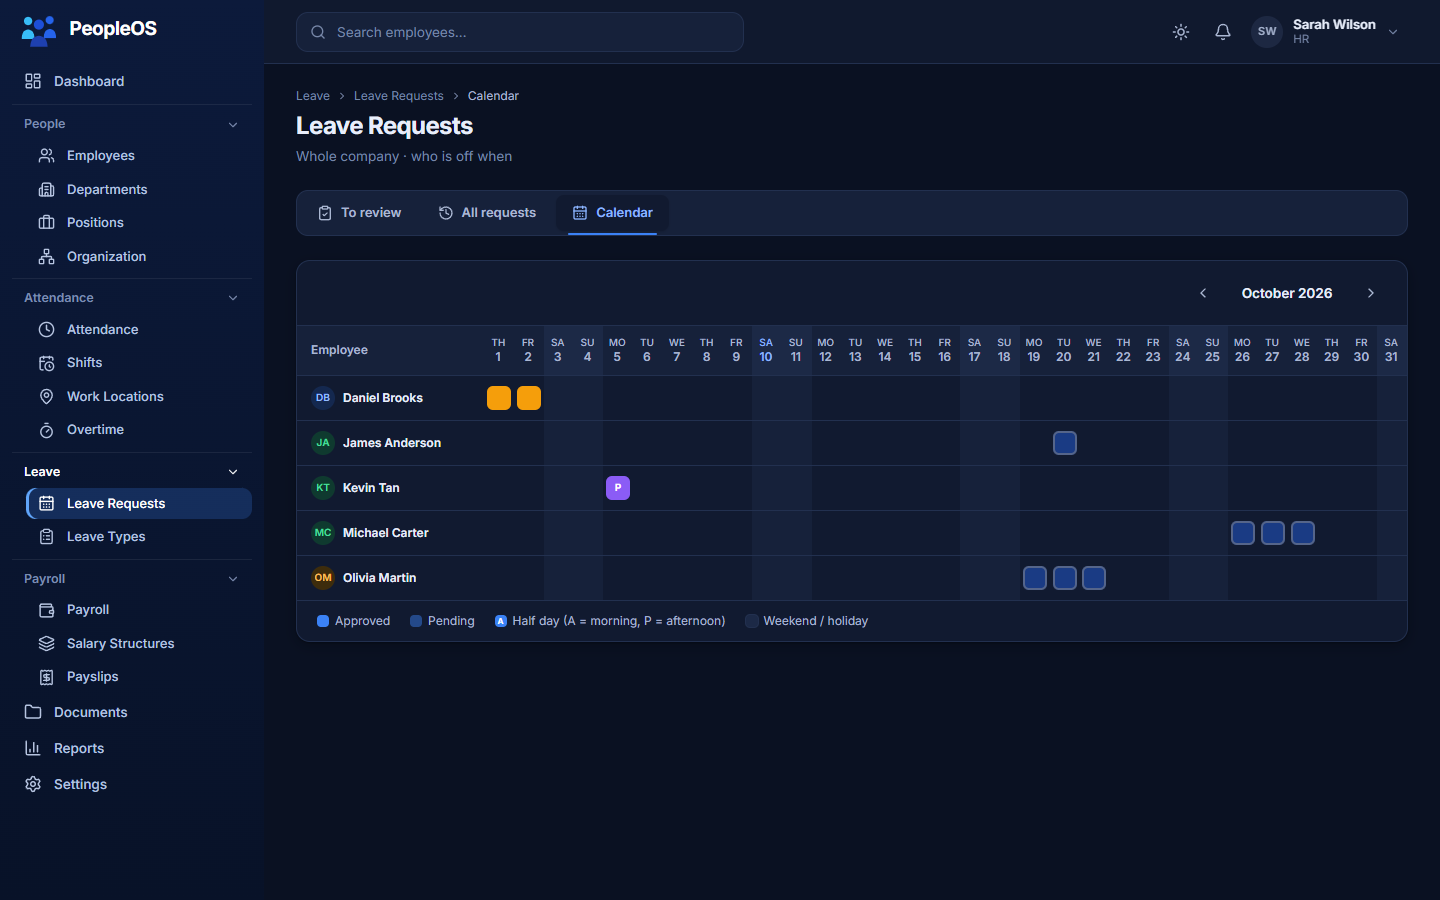 PeopleOS
Search employees...
SW
Sarah Wilson
HR
Dashboard
People
Employees
Departments
Positions
Organization
Attendance
Attendance
Shifts
Work Locations
Overtime
Leave
Leave Requests
Leave Types
Payroll
Payroll
Salary Structures
Payslips
Documents
Reports
Settings
Leave > Leave Requests > Calendar
Leave Requests
Whole company · who is off when
To review All requests Calendar
October 2026
Employee TH FR SA SU MO TU WE TH FR SA SU MO TU WE TH FR SA SU MO TU WE TH FR SA SU MO TU WE TH FR SA
1 2 3 4 5 6 7 8 9 10 11 12 13 14 15 16 17 18 19 20 21 22 23 24 25 26 27 28 29 30 31
DB Daniel Brooks
JA James Anderson
KT Kevin Tan P
MC Michael Carter
OM Olivia Martin
Approved Pending A Half day (A = morning, P = afternoon) Weekend / holiday